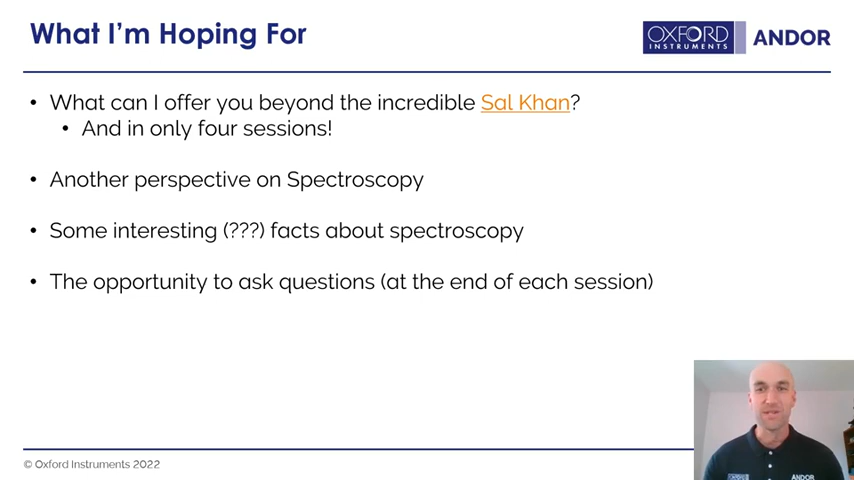 What I'm Hoping For
OXFORD
INSTRUMENTS
ANDOR
• What can I offer you beyond the incredible Sal Khan?
• And in only four sessions!
• Another perspective on Spectroscopy
• Some interesting (???) facts about spectroscopy
• The opportunity to ask questions (at the end of each session)
© Oxford Instruments 2022
ANDOR